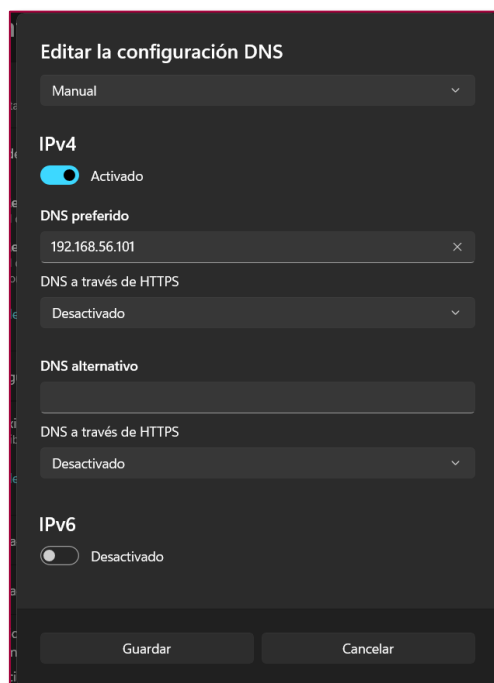 Editar la configuración DNS
Manual
IPv4
Activado
DNS preferido
192.168.56.101
DNS a través de HTTPS
Desactivado
DNS alternativo
DNS a través de HTTPS
Desactivado
IPv6
Desactivado
Guardar Cancelar